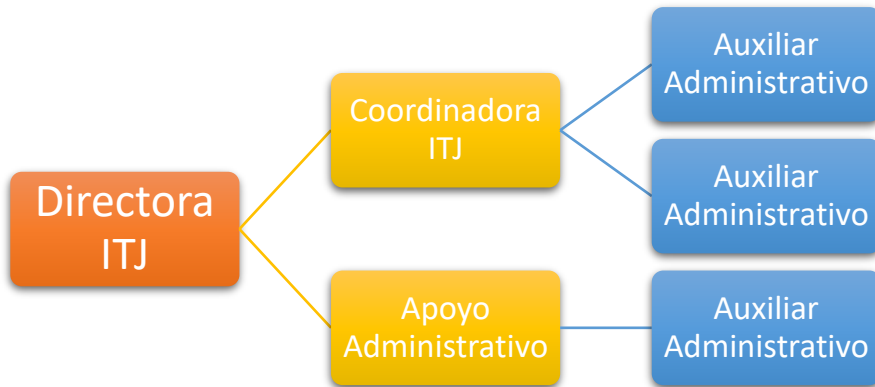 Directora
ITJ
Coordinadora
ITJ
Auxiliar
Administrativo
Auxiliar
Administrativo
Apoyo
Administrativo
Auxiliar
Administrativo